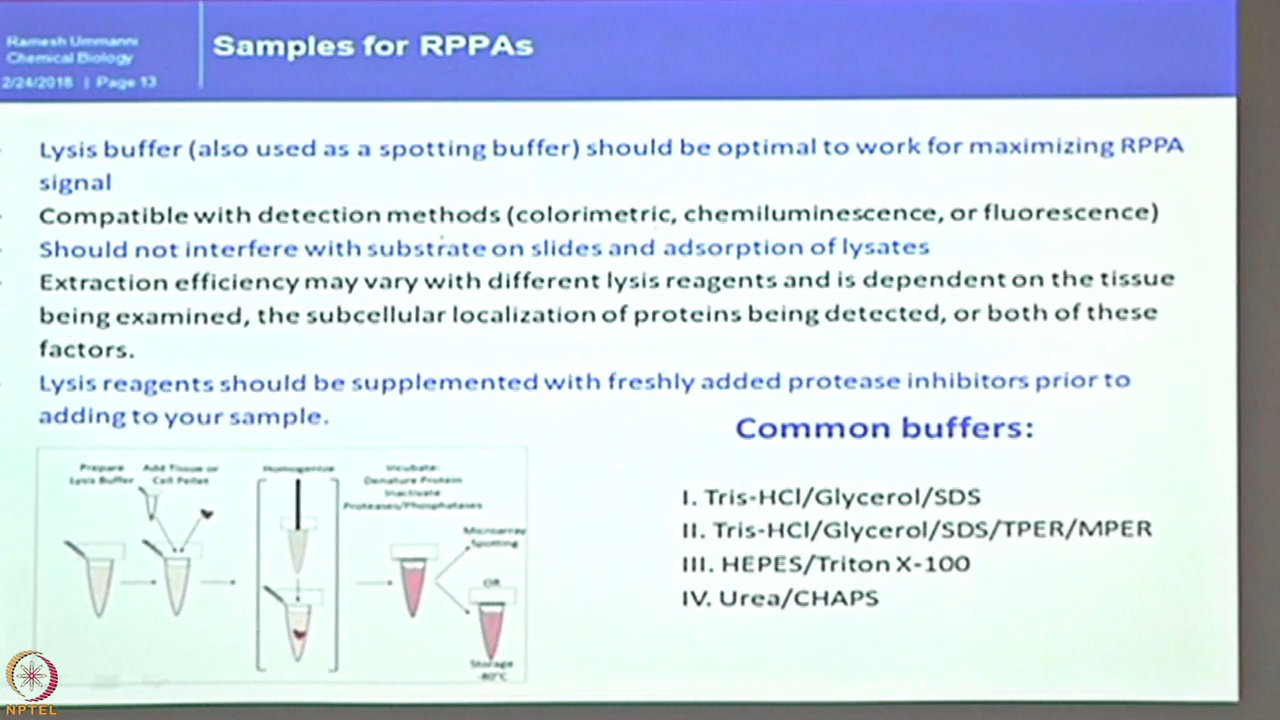 Ramesh Ummanni
Chemical Biology
2/24/2018 | Page 13
Samples for RPPAs
Lysis buffer (also used as a spotting buffer) should be optimal to work for maximizing RPPA
signal
Compatible with detection methods (colorimetric, chemiluminescence, or fluorescence)
Should not interfere with substrate on slides and adsorption of lysates
Extraction efficiency may vary with different lysis reagents and is dependent on the tissue
being examined, the subcellular localization of proteins being detected, or both of these
factors.
Lysis reagents should be supplemented with freshly added protease inhibitors prior to
adding to your sample.
Common buffers:
I. Tris-HCl/Glycerol/SDS
II. Tris-HCl/Glycerol/SDS/TPER/MPER
III. HEPES/Triton X-100
IV. Urea/CHAPS
Prepare
Lysis Buffer
Add Tissue or
Cell Pellet
Homogenize
Incubate:
Denature Protein
Inactivate
Proteases/Phosphatases
Microarray
Spotting
OR
Storage
-80°C
NPTEL